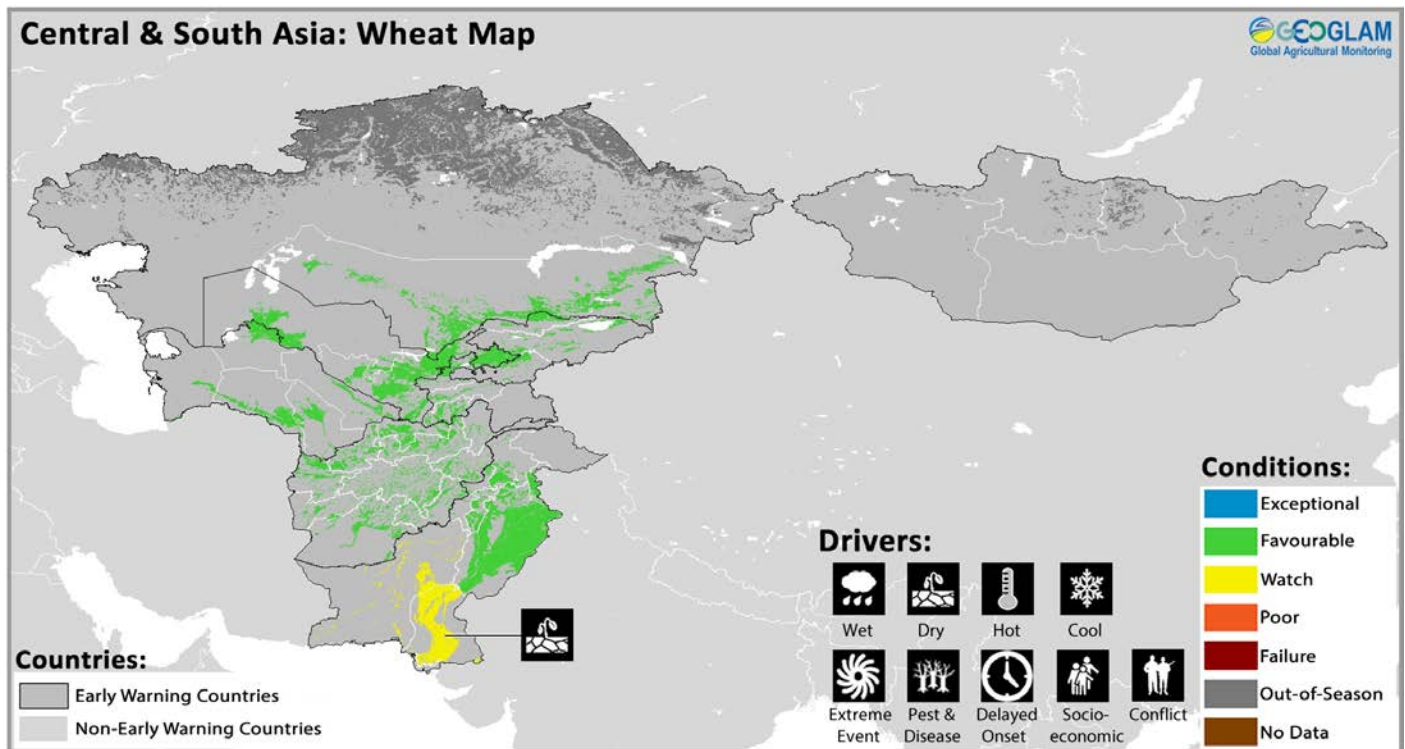 Central & South Asia: Wheat Map
GEOGLAM
Global Agricultural Monitoring
Conditions:
Exceptional
Favourable
Watch
Poor
Failure
Out-of-Season
No Data
Drivers:
Wet
Dry
Hot
Cool
Extreme
Event
Pest &
Disease
Delayed
Onset
Socio-
economic
Conflict
Countries:
Early Warning Countries
Non-Early Warning Countries